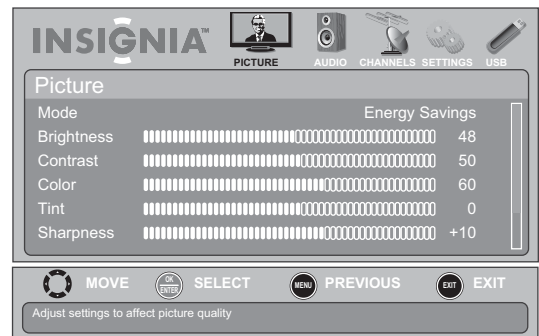 INSIGNIA™
PICTURE AUDIO CHANNELS SETTINGS USB
Picture
Mode Energy Savings
Brightness 48
Contrast 50
Color 60
Tint 0
Sharpness +10
MOVE OK ENTER SELECT MENU PREVIOUS EXIT EXIT
Adjust settings to affect picture quality